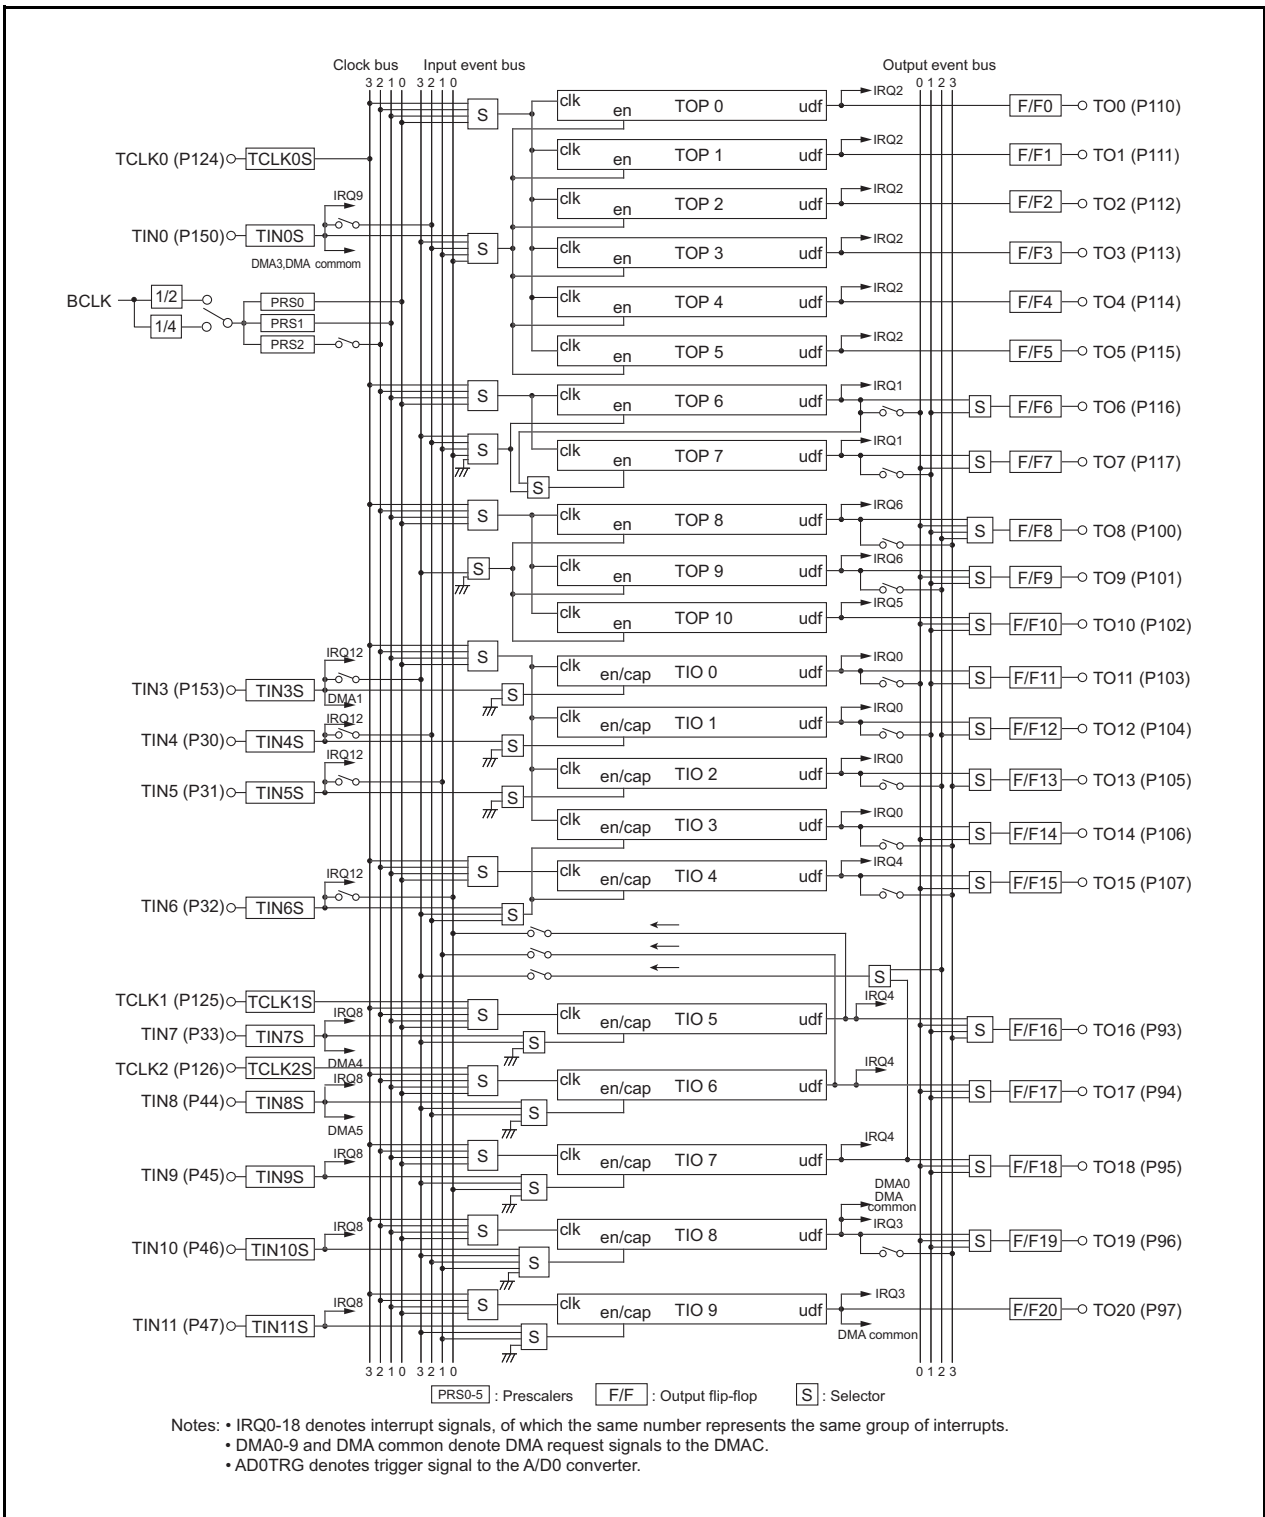 Clock bus Input event bus Output event bus
3 2 1 0 3 2 1 0 0 1 2 3
S clk en TOP 0 udf IRQ2 F/F0 TO0 (P110)
TCLK0 (P124) TCLK0S clk en TOP 1 udf IRQ2 F/F1 TO1 (P111)
IRQ9 clk en TOP 2 udf IRQ2 F/F2 TO2 (P112)
TIN0 (P150) TIN0S S clk en TOP 3 udf IRQ2 F/F3 TO3 (P113)
DMA3,DMA commom
BCLK 1/2 PRS0 clk en TOP 4 udf IRQ2 F/F4 TO4 (P114)
1/4 PRS1
PRS2 clk en TOP 5 udf IRQ2 F/F5 TO5 (P115)
S clk en TOP 6 udf IRQ1 S F/F6 TO6 (P116)
S clk en TOP 7 udf IRQ1 S F/F7 TO7 (P117)
S
S clk en TOP 8 udf IRQ6 S F/F8 TO8 (P100)
S clk en TOP 9 udf IRQ6 S F/F9 TO9 (P101)
clk en TOP 10 udf IRQ5 S F/F10 TO10 (P102)
IRQ12 S clk en/cap TIO 0 udf IRQ0 S F/F11 TO11 (P103)
TIN3 (P153) TIN3S S
DMA1
IRQ12 clk en/cap TIO 1 udf IRQ0 S F/F12 TO12 (P104)
TIN4 (P30) TIN4S S
IRQ12 clk en/cap TIO 2 udf IRQ0 S F/F13 TO13 (P105)
TIN5 (P31) TIN5S S
clk en/cap TIO 3 udf IRQ0 S F/F14 TO14 (P106)
IRQ12 S clk en/cap TIO 4 udf IRQ4 S F/F15 TO15 (P107)
TIN6 (P32) TIN6S S
S
TCLK1 (P125) TCLK1S S clk en/cap TIO 5 udf IRQ4 S F/F16 TO16 (P93)
IRQ8
TIN7 (P33) TIN7S S
DMA4
TCLK2 (P126) TCLK2S S clk en/cap TIO 6 udf IRQ4 S F/F17 TO17 (P94)
IRQ8
TIN8 (P44) TIN8S S
DMA5
IRQ8 S clk en/cap TIO 7 udf IRQ4 S F/F18 TO18 (P95)
TIN9 (P45) TIN9S S
DMA0
DMA
common
IRQ8 S clk en/cap TIO 8 udf IRQ3 S F/F19 TO19 (P96)
TIN10 (P46) TIN10S S
IRQ8 S clk en/cap TIO 9 udf IRQ3 F/F20 TO20 (P97)
TIN11 (P47) TIN11S S DMA common
3 2 1 0 3 2 1 0 0 1 2 3
PRS0-5 : Prescalers F/F : Output flip-flop S : Selector
Notes: • IRQ0-18 denotes interrupt signals, of which the same number represents the same group of interrupts.
• DMA0-9 and DMA common denote DMA request signals to the DMAC.
• AD0TRG denotes trigger signal to the A/D0 converter.